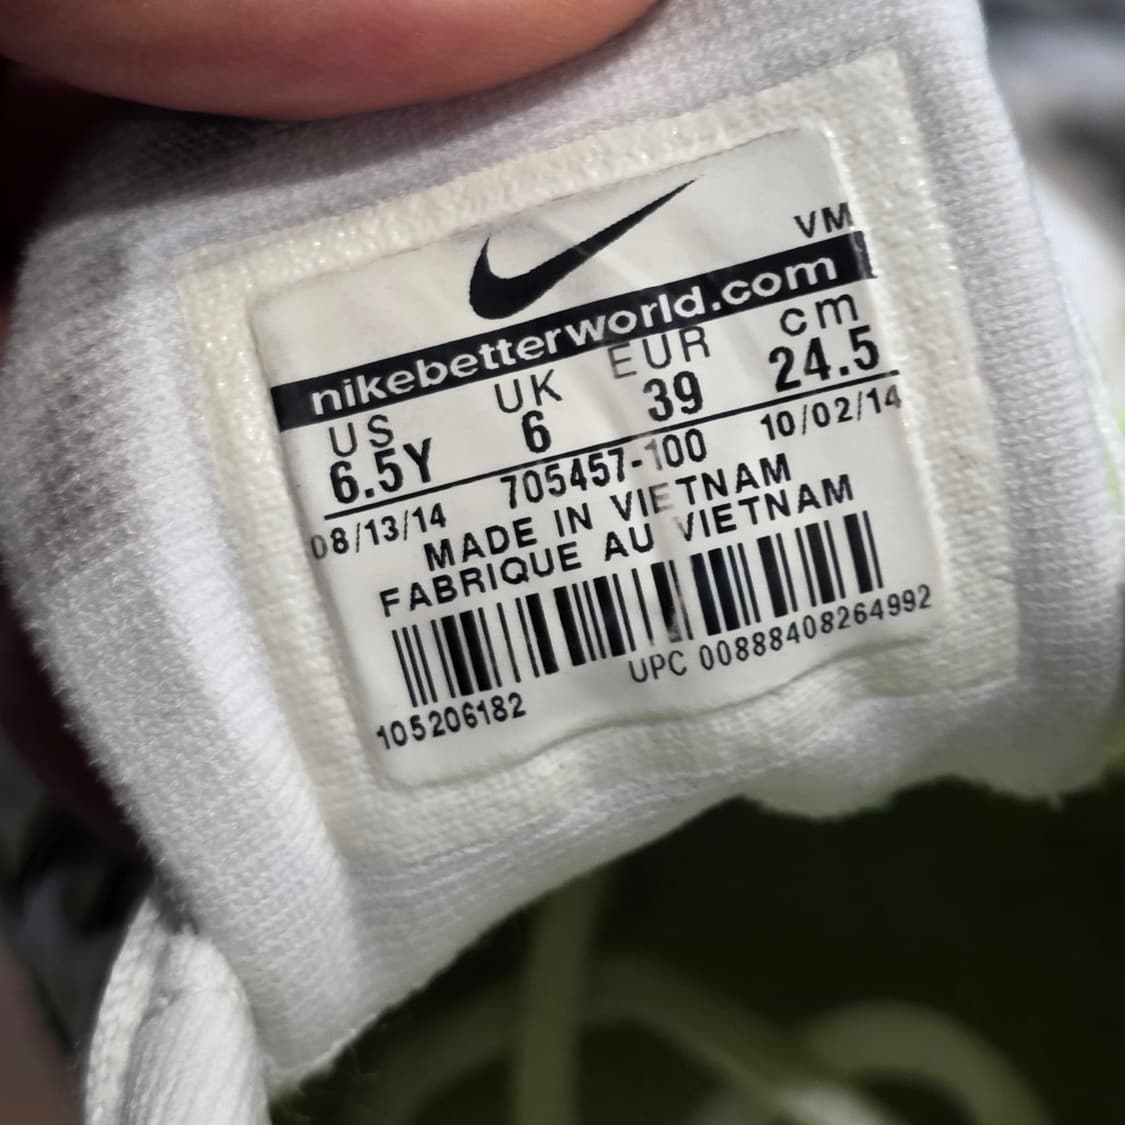 VM
nikebetterworld.com
US UK EUR cm
6.5Y 6 39 24.5
08/13/14 705457-100 10/02/14
MADE IN VIETNAM
FABRIQUE AU VIETNAM
105206182 UPC 00888408264992